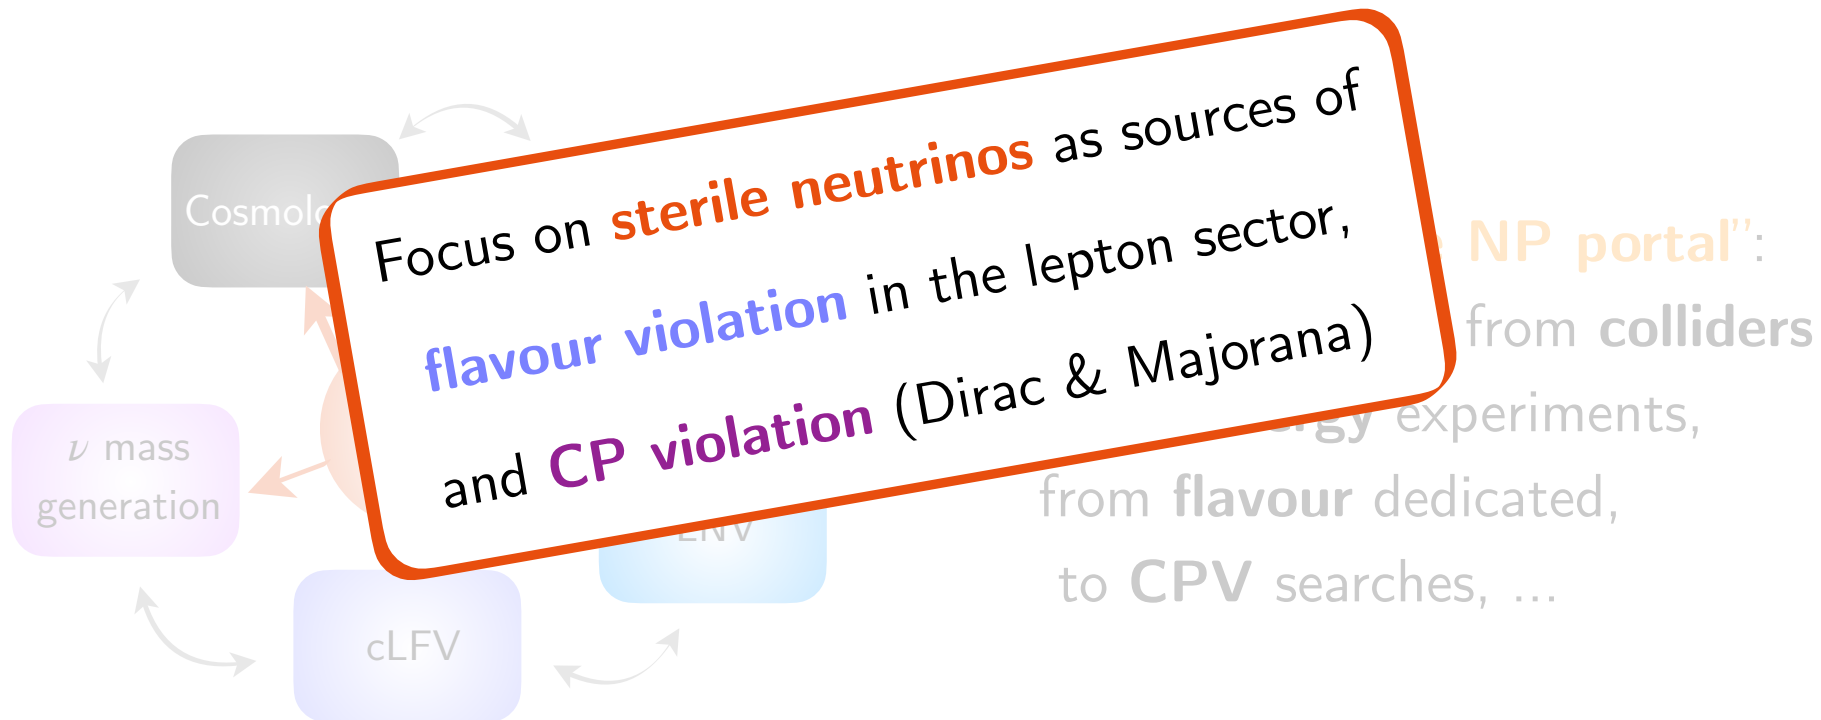 Focus on sterile neutrinos as sources of
flavour violation in the lepton sector,
and CP violation (Dirac & Majorana)
ν mass
generation
cLFV
LNV
NP portal”:
from colliders
experiments,
from flavour dedicated,
to CPV searches, ...